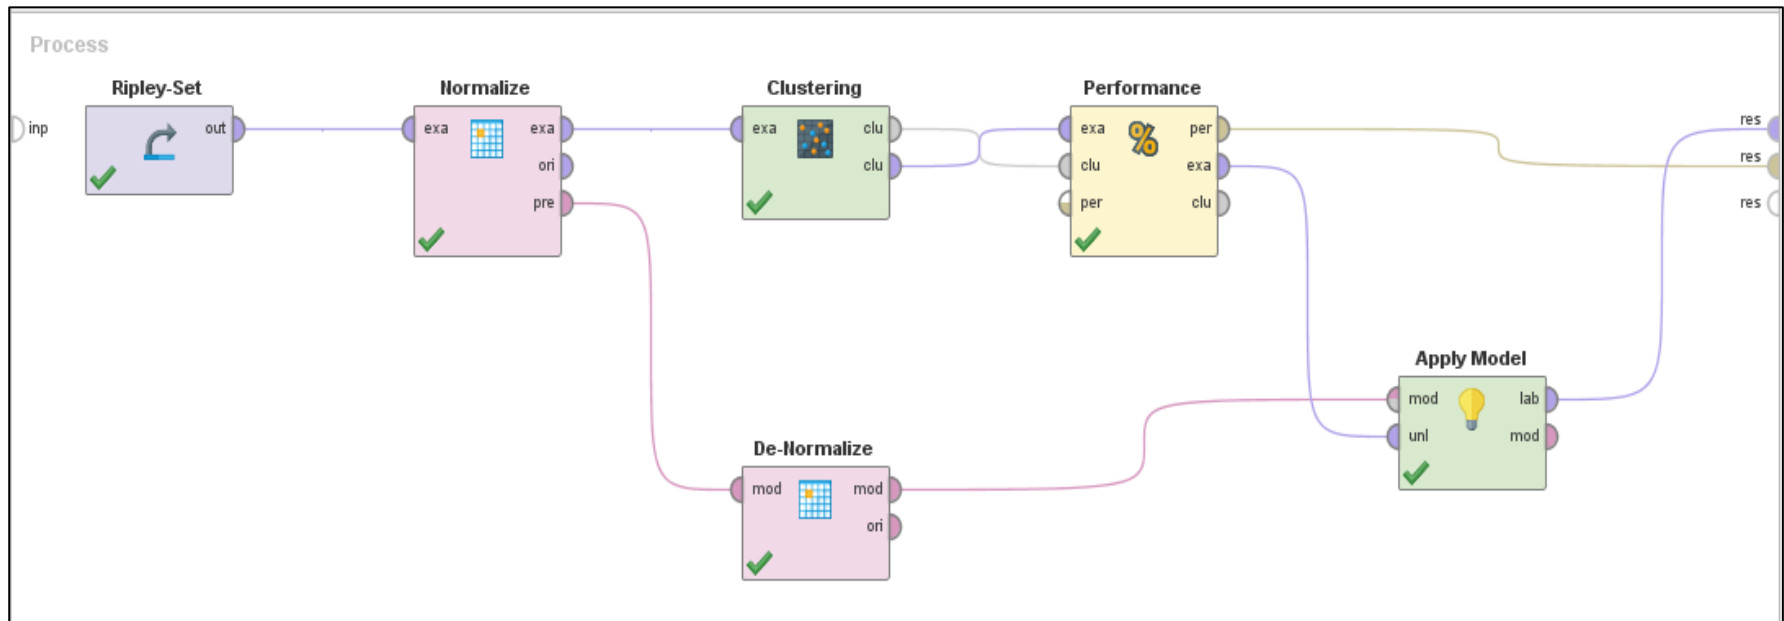 Process
Ripley-Set
Normalize
Clustering
Performance
inp
out
exa
exa
exa
clu
exa
per
res
ori
clu
clu
exa
res
pre
per
clu
res
Apply Model
mod
lab
unl
mod
De-Normalize
mod
mod
ori
%